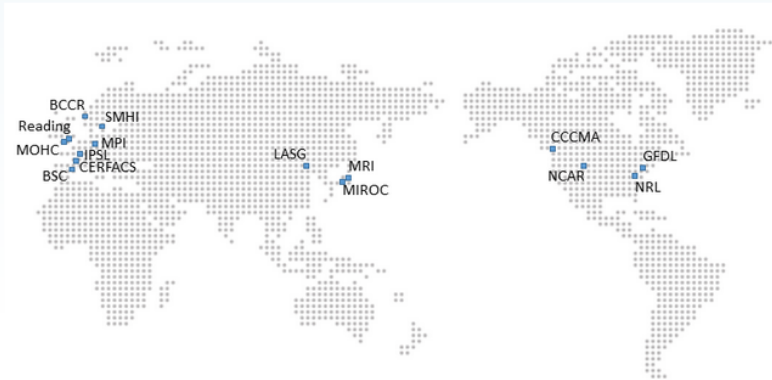 BCCR
SMHI
Reading
MOHC
MPI
IPSL
CERFACS
BSC
LASG
MRI
MIROC
CCCMA
NCAR
GFDL
NRL